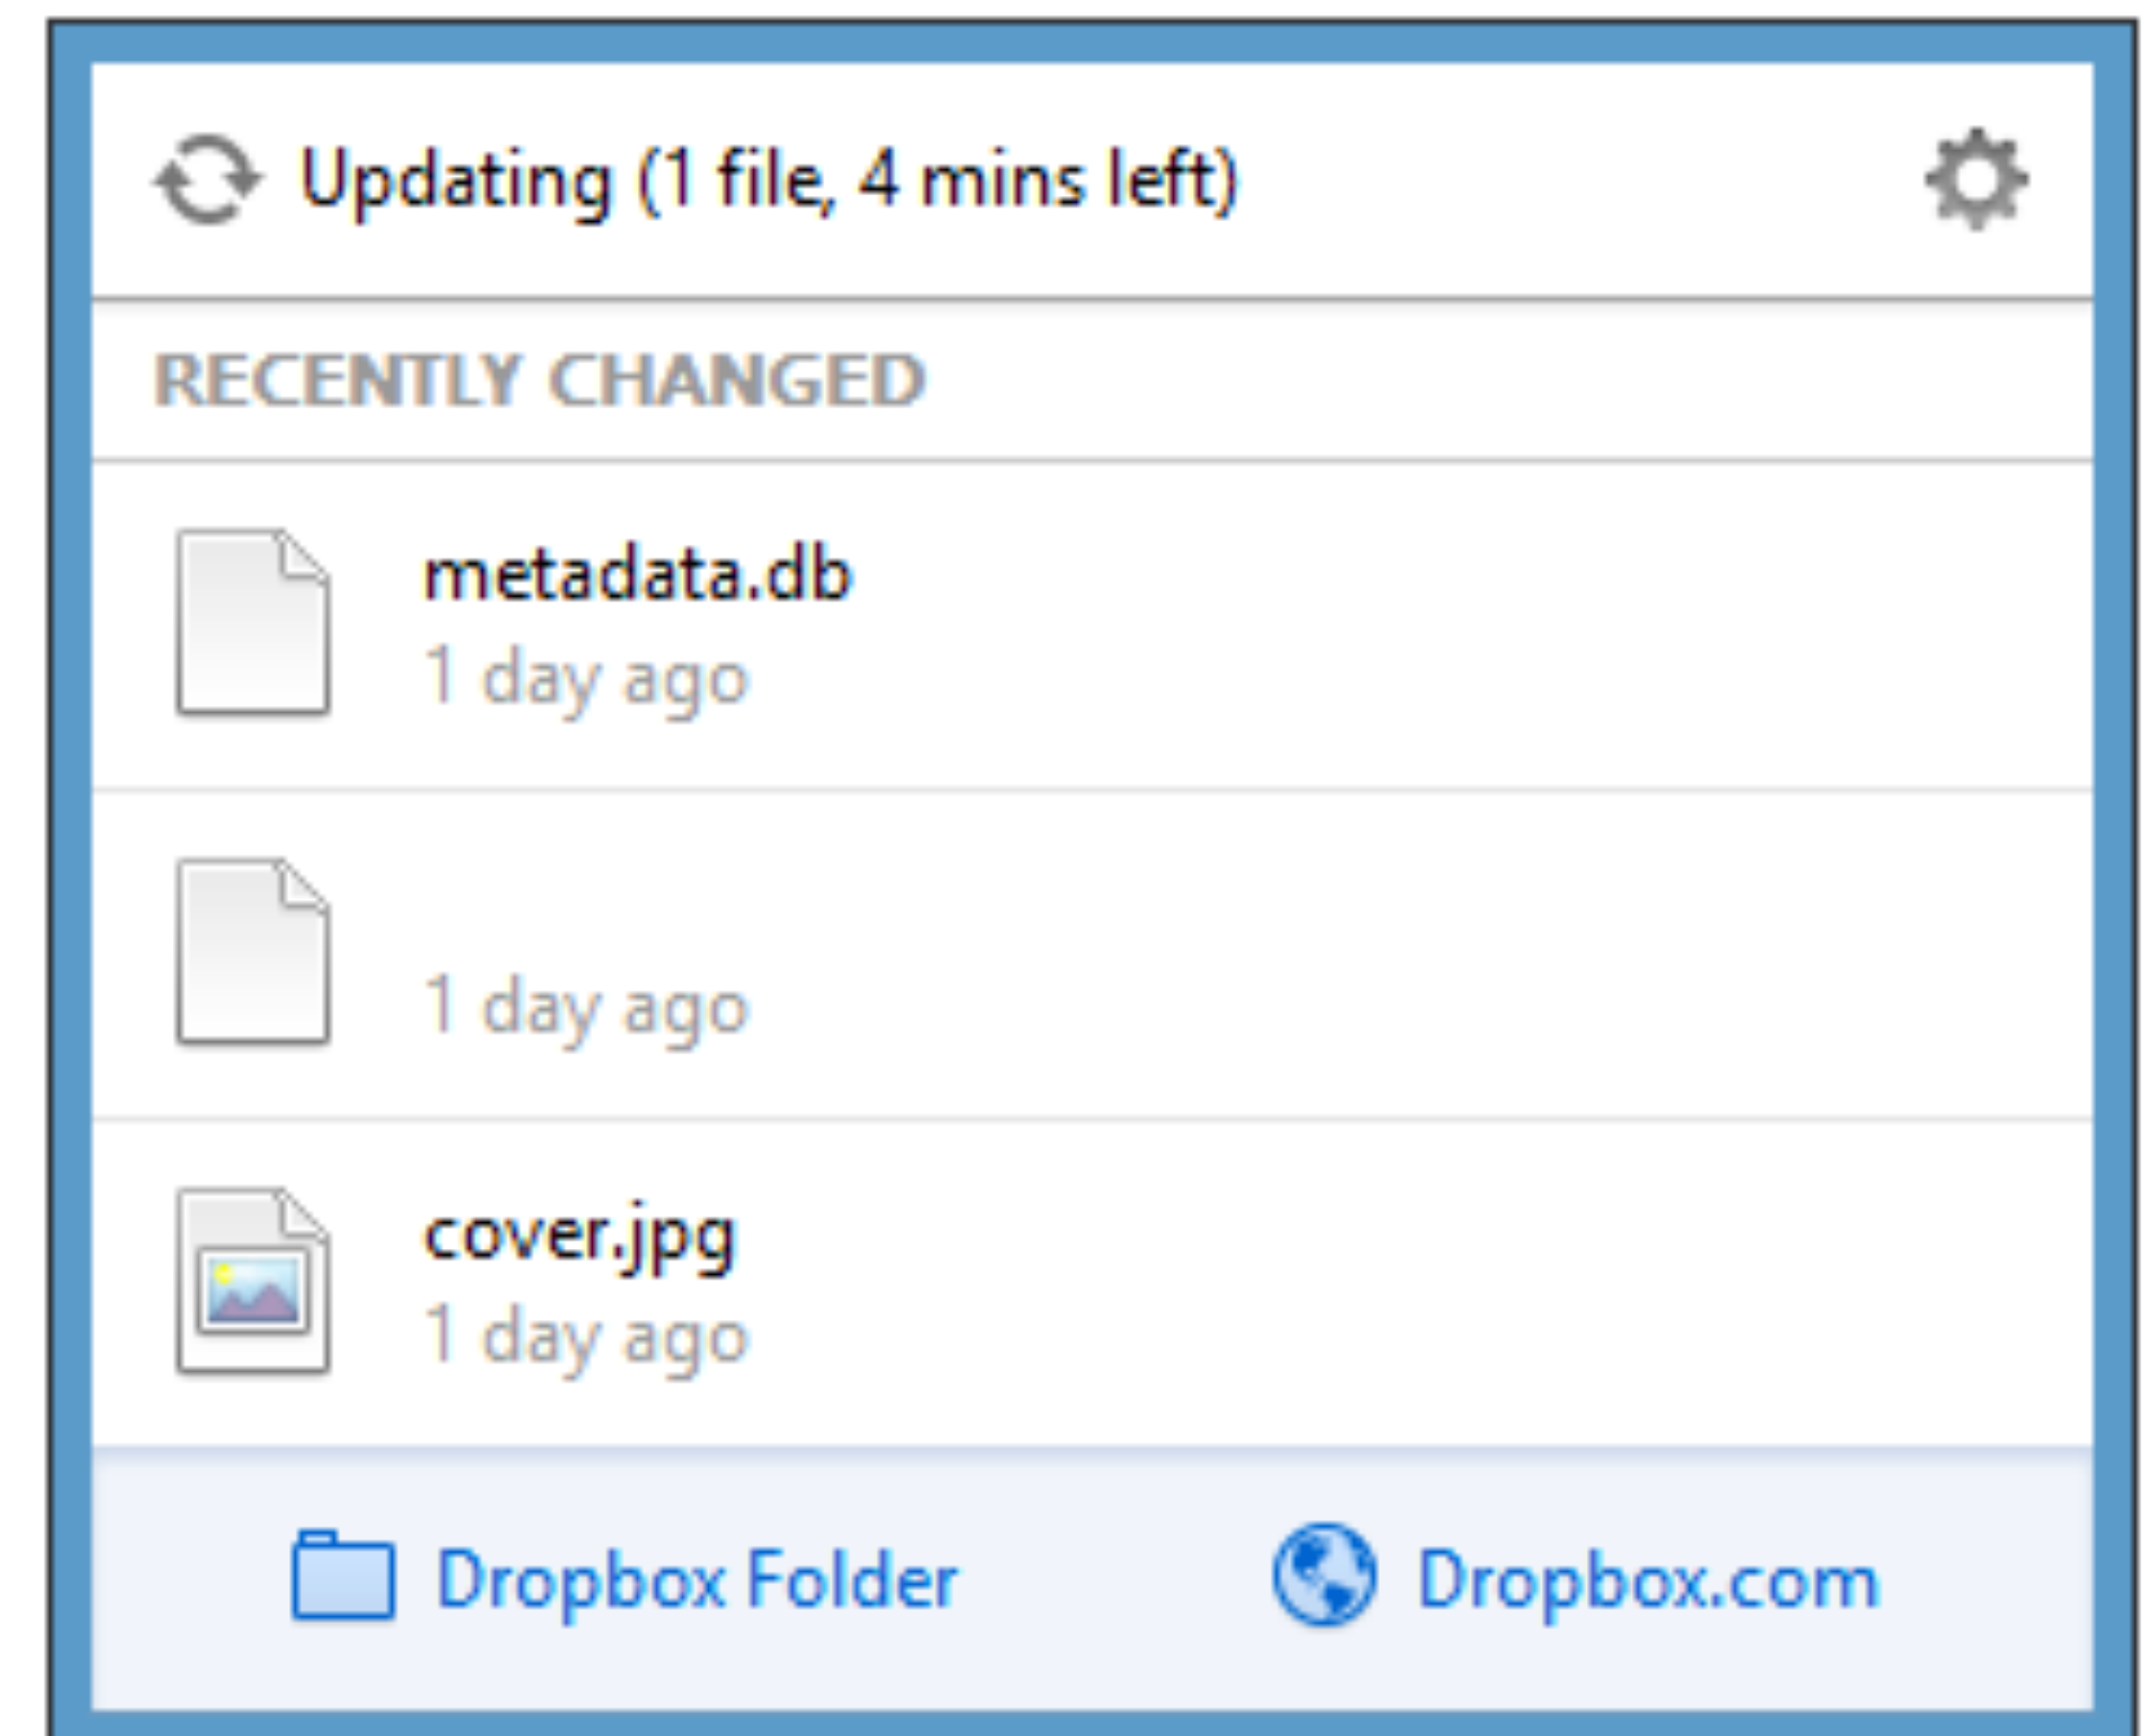 Updating (1 file, 4 mins left)
RECENTLY CHANGED
metadata.db
1 day ago
1 day ago
cover.jpg
1 day ago
Dropbox Folder
Dropbox.com